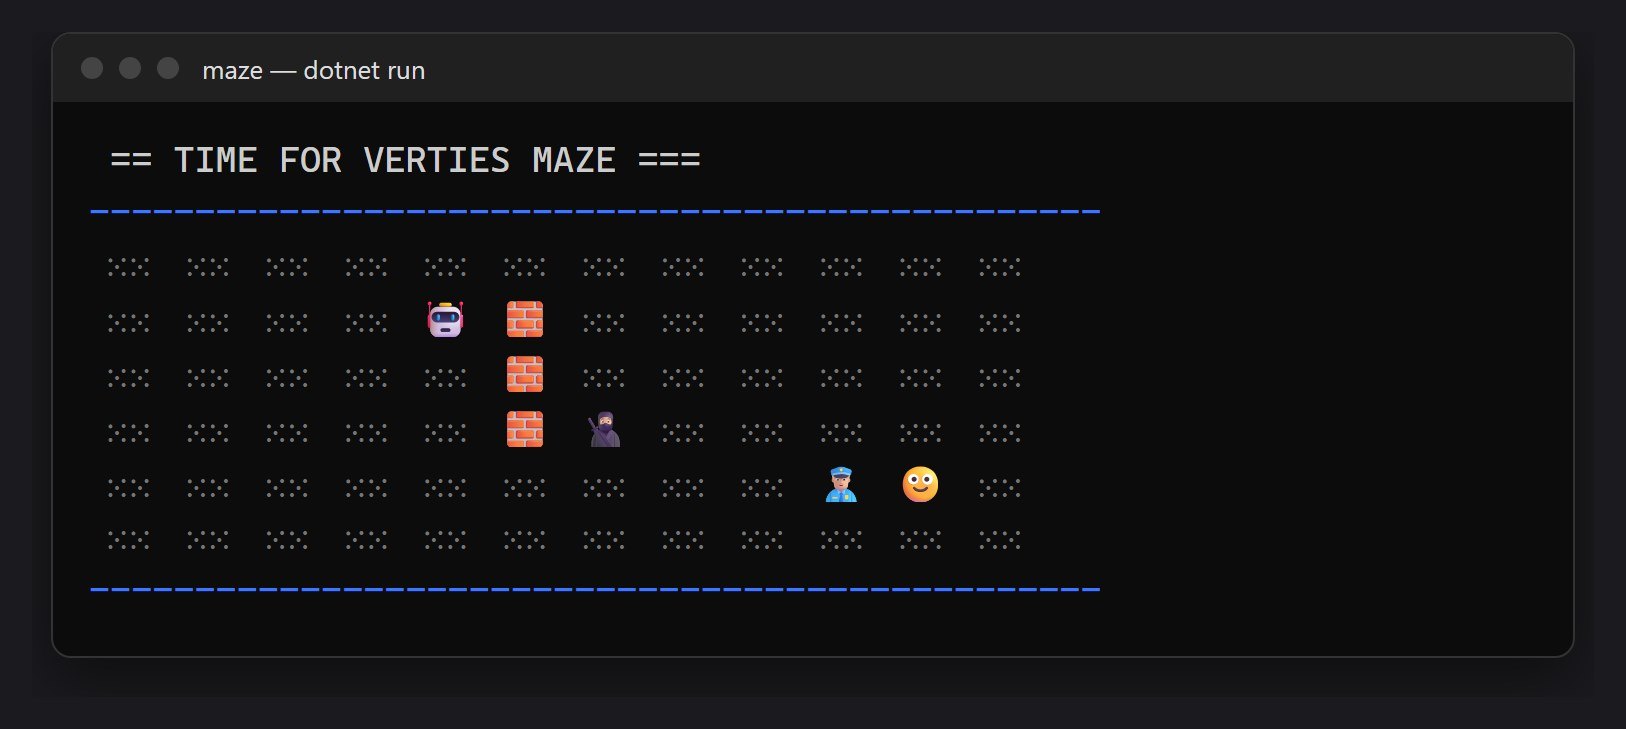 maze — dotnet run
== TIME FOR VERTIES MAZE ===